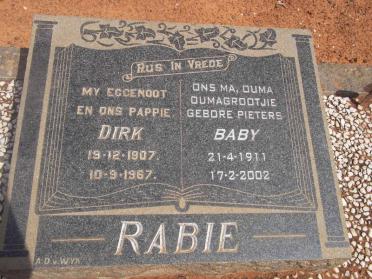 RUS IN VREDE
MY EGGENOOT
EN ONS PAPPIE
DIRK
19-12-1907.
10-9-1967.
ONS MA, OUMA
OUMAGROOTJIE
GEBORE PIETERS
BABY
21-4-1911
17-2-2002
RABIE
A.D. v WYK